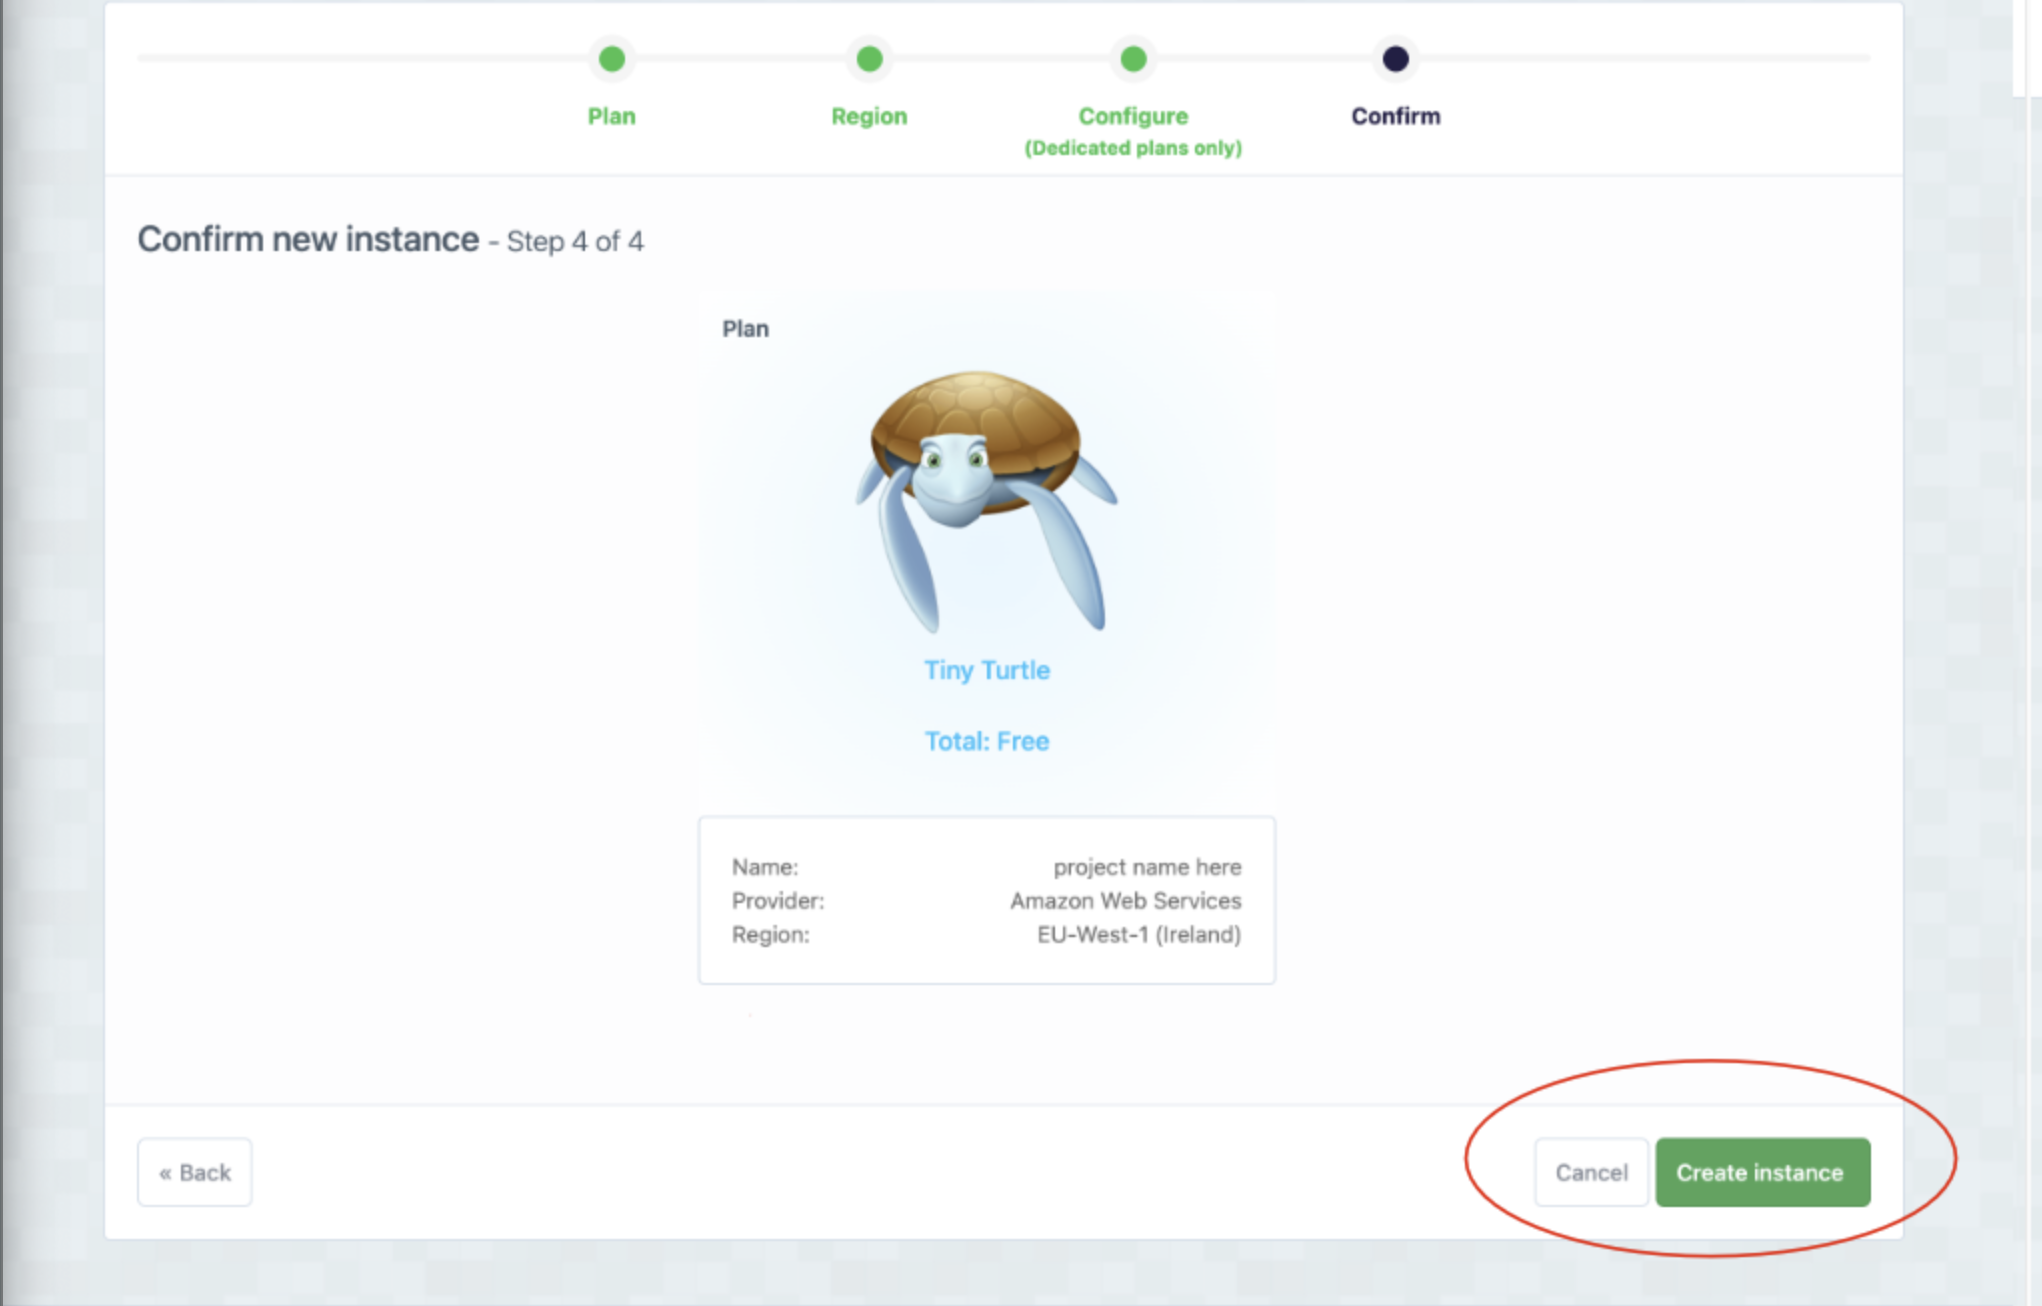 Plan
Region
Configure
(Dedicated plans only)
Confirm
Confirm new instance - Step 4 of 4
Plan
Tiny Turtle
Total: Free
Name: project name here
Provider: Amazon Web Services
Region: EU-West-1 (Ireland)
« Back
Cancel
Create instance